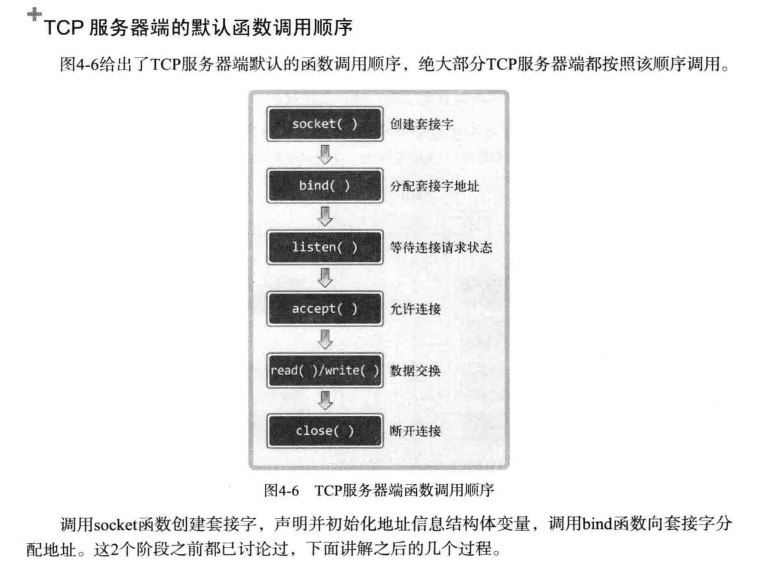 TCP 服务器端的默认函数调用顺序
图4-6给出了TCP服务器端默认的函数调用顺序，绝大部分TCP服务器端都按照该顺序调用。
socket( ) 创建套接字
bind( ) 分配套接字地址
listen( ) 等待连接请求状态
accept( ) 允许连接
read( )/write( ) 数据交换
close( ) 断开连接
图4-6 TCP服务器端函数调用顺序
调用socket函数创建套接字，声明并初始化地址信息结构体变量，调用bind函数向套接字分
配地址。这2个阶段之前都已讨论过，下面讲解之后的几个过程。